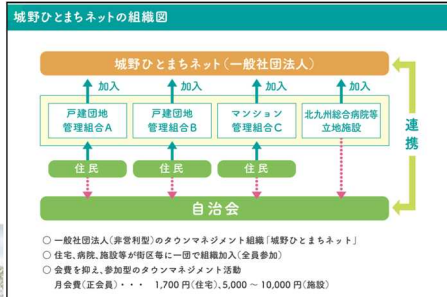 城野ひとまちネットの組織図
城野ひとまちネット(一般社団法人)
加入 加入 加入 加入
戸建団地
管理組合A
戸建団地
管理組合B
マンション
管理組合C
北九州総合病院等
立地施設
連携
住民 住民 住民
自治会
○ 一般社団法人(非営利型)のタウンマネジメント組織「城野ひとまちネット」
○ 住宅、病院、施設等が街区毎に一団で組織加入(全員参加)
○ 会費を抑え、参加型のタウンマネジメント活動
月会費(正会員)・・・ 1,700 円(住宅)、5,000 ~ 10,000 円(施設)